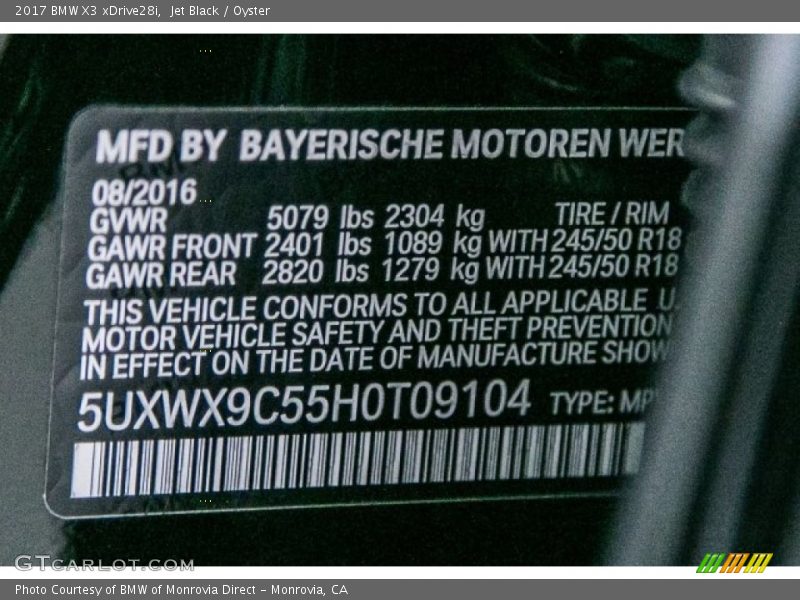 2017 BMW X3 xDrive28i, Jet Black / Oyster
MFD BY BAYERISCHE MOTOREN WER
08/2016
GVWR 5079 lbs 2304 kg TIRE / RIM
GAWR FRONT 2401 lbs 1089 kg WITH 245/50 R18
GAWR REAR 2820 lbs 1279 kg WITH 245/50 R18
THIS VEHICLE CONFORMS TO ALL APPLICABLE U.
MOTOR VEHICLE SAFETY AND THEFT PREVENTION
IN EFFECT ON THE DATE OF MANUFACTURE SHOW
5UXWX9C55H0T09104 TYPE: MP
GTCARLOT.COM
Photo Courtesy of BMW of Monrovia Direct - Monrovia, CA